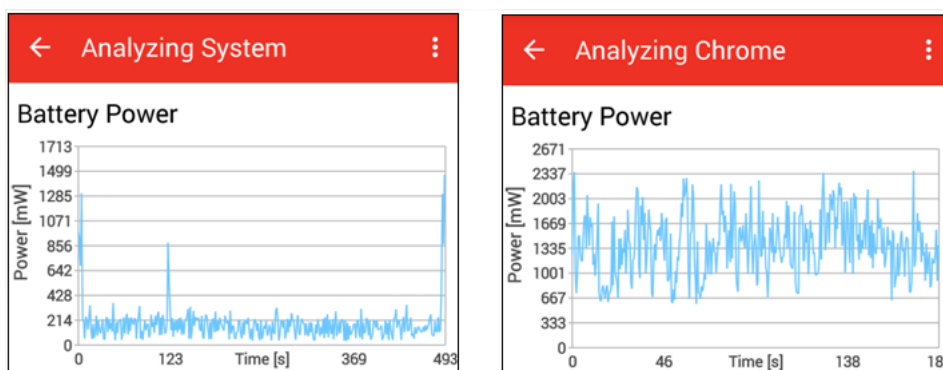 Analyzing System
Battery Power
1713
1499
1285
1071
856
642
428
214
0
Power [mW]
0 123 Time [s] 369 493
Analyzing Chrome
Battery Power
2671
2337
2003
1669
1335
1001
667
333
0
Power [mW]
0 46 Time [s] 138